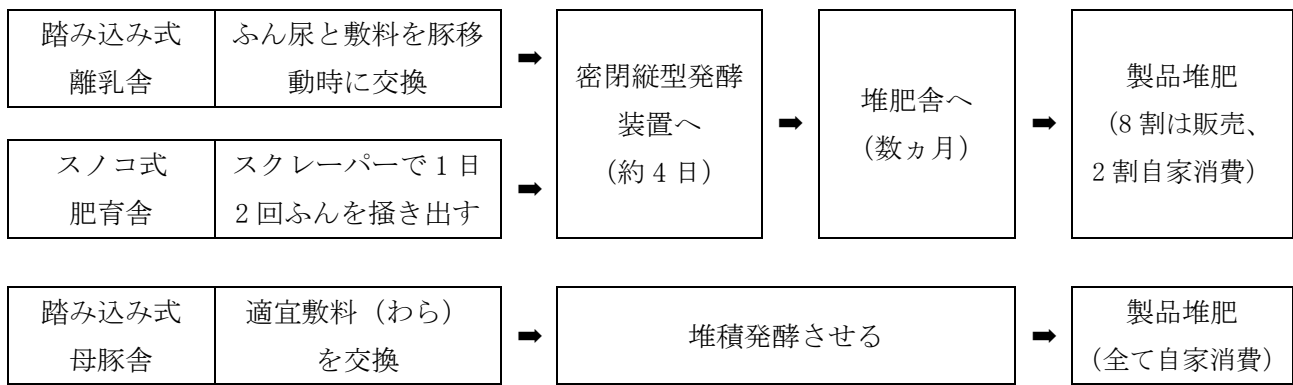 踏み込み式
離乳舎
ふん尿と敷料を豚移
動時に交換
➡
スノコ式
肥育舎
スクレーパーで1日
2回ふんを掻き出す
➡
密閉縦型発酵
装置へ
(約4日)
➡
堆肥舎へ
(数ヵ月)
➡
製品堆肥
(8割は販売、
2割自家消費)
踏み込み式
母豚舎
適宜敷料(わら)
を交換
➡
堆積発酵させる
➡
製品堆肥
(全て自家消費)